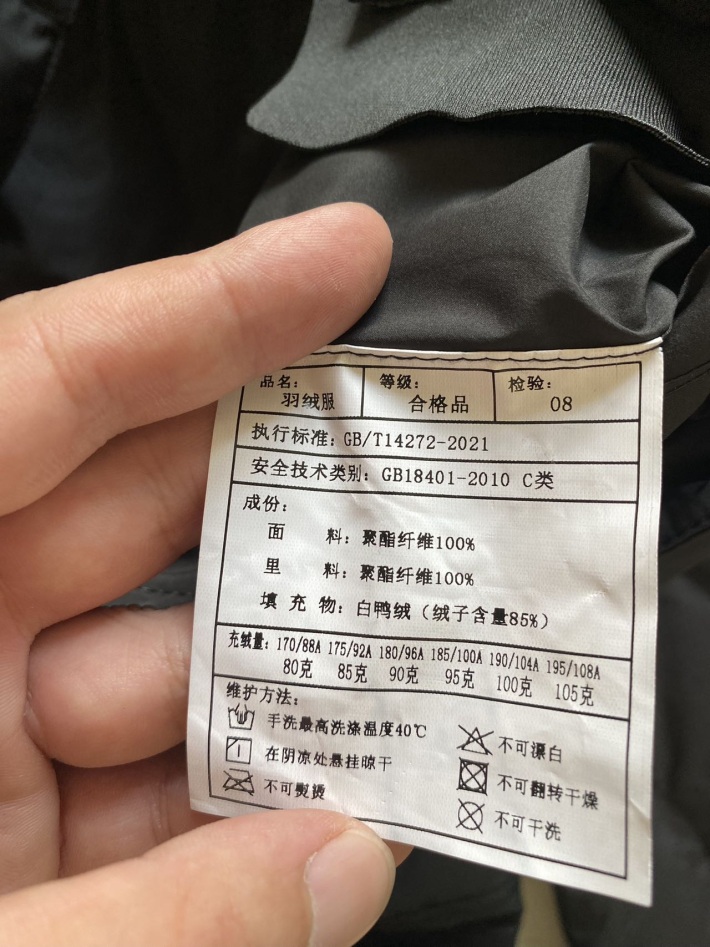 品名: 等级: 检验:
羽绒服 合格品 08
执行标准: GB/T14272-2021
安全技术类别: GB18401-2010 C类
成份:
面 料: 聚酯纤维100%
里 料: 聚酯纤维100%
填 充 物: 白鸭绒 (绒子含量85%)
充绒量: 170/88A 175/92A 180/96A 185/100A 190/104A 195/108A
80克 85克 90克 95克 100克 105克
维护方法:
手洗最高洗涤温度40℃ 不可漂白
在阴凉处悬挂晾干 不可翻转干燥
不可熨烫 不可干洗